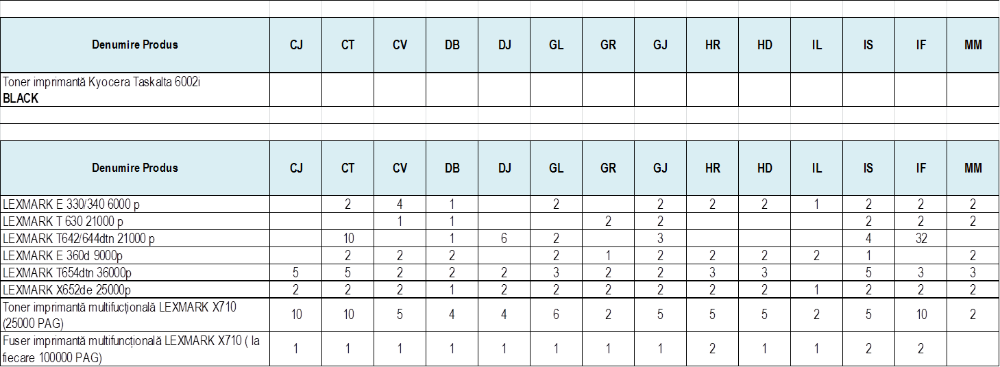 Denumire Produs CJ CT CV DB DJ GL GR GJ HR HD IL IS IF MM
Toner imprimantă Kyocera Taskalta 6002i
BLACK
Denumire Produs CJ CT CV DB DJ GL GR GJ HR HD IL IS IF MM
LEXMARK E 330/340 6000 p 2 4 1 2 2 2 2 1 2 2 2
LEXMARK T 630 21000 p 1 1 2 2 2 2 2
LEXMARK T642/644dtn 21000 p 10 1 6 2 3 4 32
LEXMARK E 360d 9000p 2 2 2 2 1 2 2 2 2 1 2
LEXMARK T654dtn 36000p 5 5 2 2 2 3 2 2 3 3 5 3 3
LEXMARK X652de 25000p 2 2 2 1 2 2 2 2 2 2 1 2 2 2
Toner imprimantă multifucțională LEXMARK X710
(25000 PAG) 10 10 5 4 4 6 2 5 5 5 2 5 10 2
Fuser imprimantă multifuncțională LEXMARK X710 ( la
fiecare 100000 PAG) 1 1 1 1 1 1 1 1 2 1 1 2 2